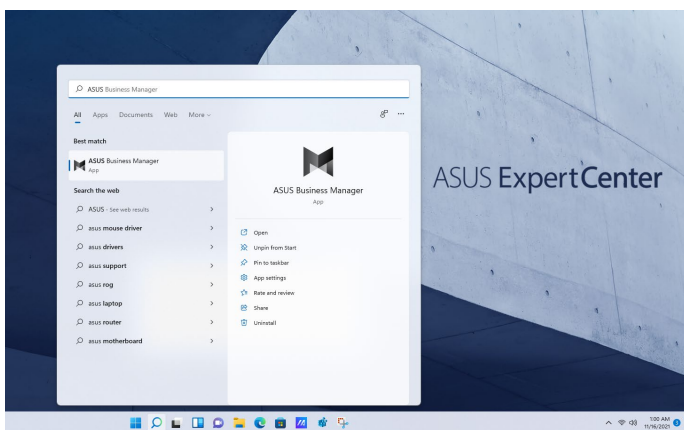 ASUS Business Manager
All Apps Documents Web More
Best match
ASUS Business Manager
App
Search the web
ASUS - See web results
asus mouse driver
asus drivers
asus support
asus rog
asus laptop
asus router
asus motherboard
ASUS Business Manager
App
Open
Unpin from Start
Pin to taskbar
App settings
Rate and review
Share
Uninstall
ASUS ExpertCenter
1:00 AM
11/16/2021
3